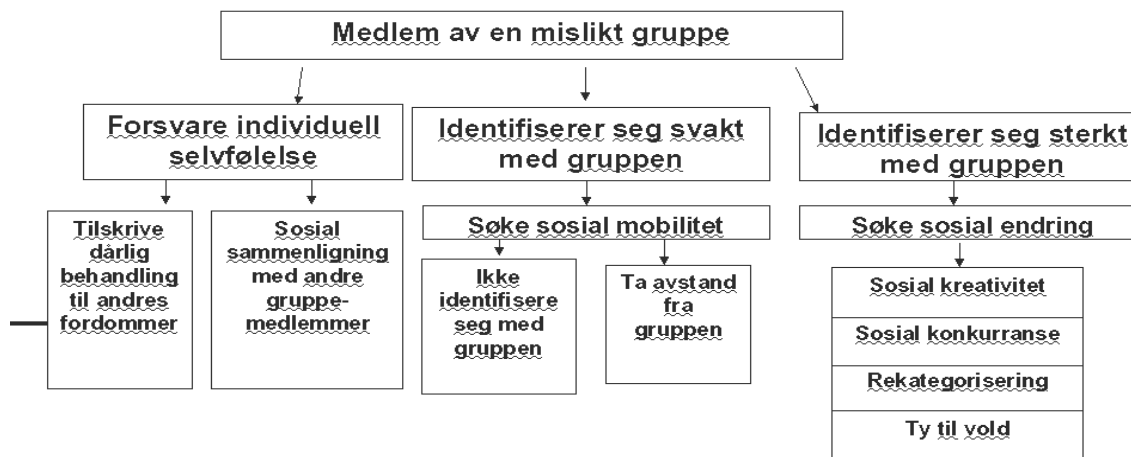 Medlem av en mislikt gruppe
Forsvare individuell
selvfølelse
Identifiserer seg svakt
med gruppen
Identifiserer seg sterkt
med gruppen
Søke sosial mobilitet
Søke sosial endring
Tilskrive
dårlig
behandling
til andres
fordommer
Sosial
sammenligning
med andre
gruppe-
medlemmer
Ikke
identifisere
seg med
gruppen
Ta avstand
fra
gruppen
Sosial kreativitet
Sosial konkurranse
Rekategorisering
Ty til vold